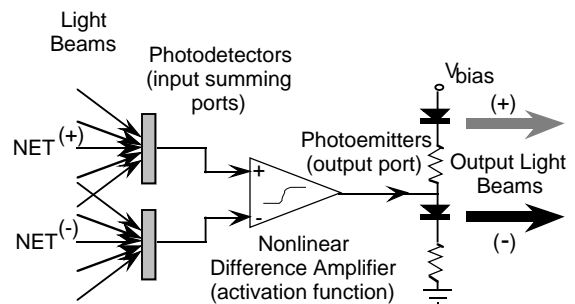 Light
Beams
Photodetectors
(input summing
ports)
NET(+)
NET(-)
+
-
Nonlinear
Difference Amplifier
(activation function)
Photoemitters
(output port)
Vbias
(+)
Output Light
Beams
(-)